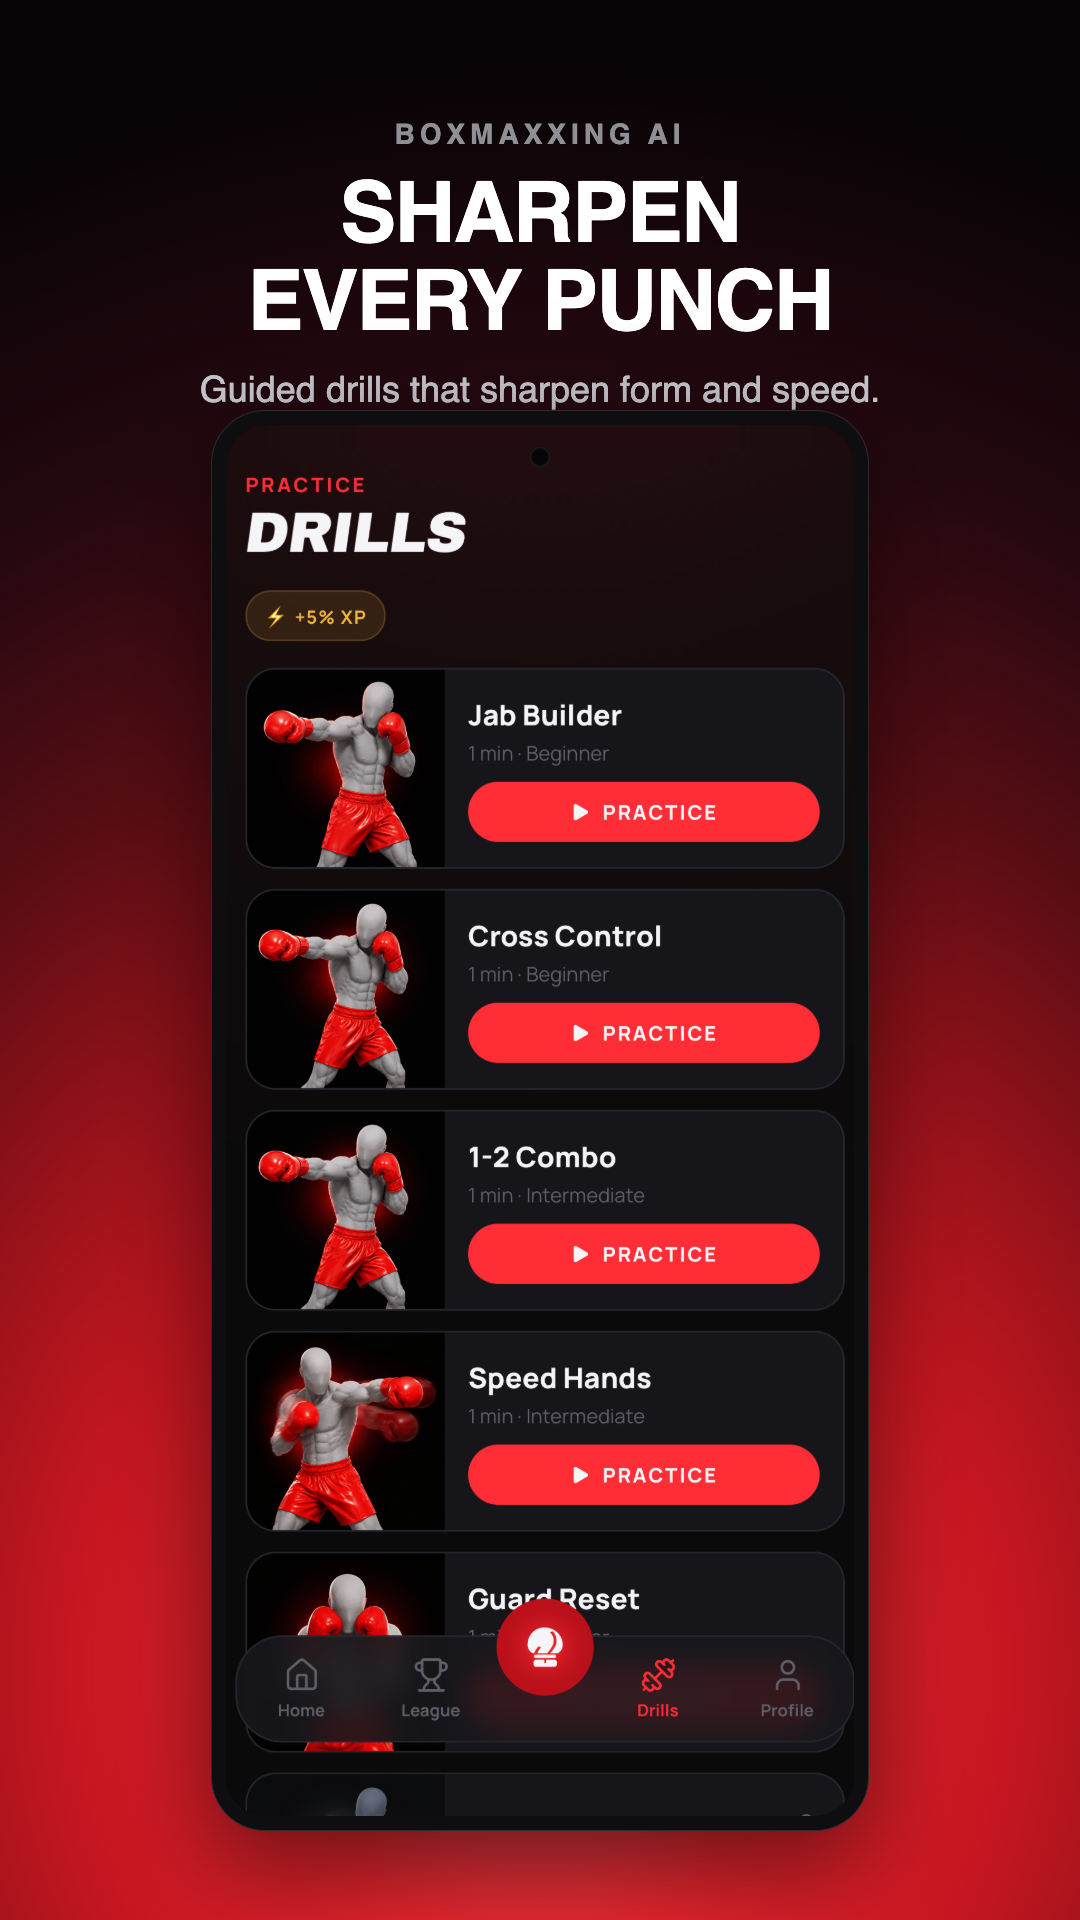 BOXMAXXING AI
SHARPEN
EVERY PUNCH
Guided drills that sharpen form and speed.
PRACTICE
DRILLS
⚡ +5% XP
Jab Builder
1 min · Beginner
PRACTICE
Cross Control
1 min · Beginner
PRACTICE
1-2 Combo
1 min · Intermediate
PRACTICE
Speed Hands
1 min · Intermediate
PRACTICE
Guard Reset
Home
League
Drills
Profile